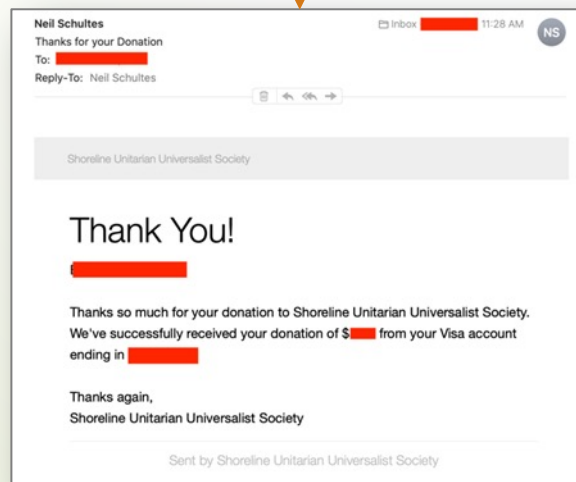 Neil Schultes
Inbox 11:28 AM
NS
Thanks for your Donation
To:
Reply-To: Neil Schultes
Shoreline Unitarian Universalist Society
Thank You!
Thanks so much for your donation to Shoreline Unitarian Universalist Society.
We've successfully received your donation of $ from your Visa account
ending in
Thanks again,
Shoreline Unitarian Universalist Society
Sent by Shoreline Unitarian Universalist Society